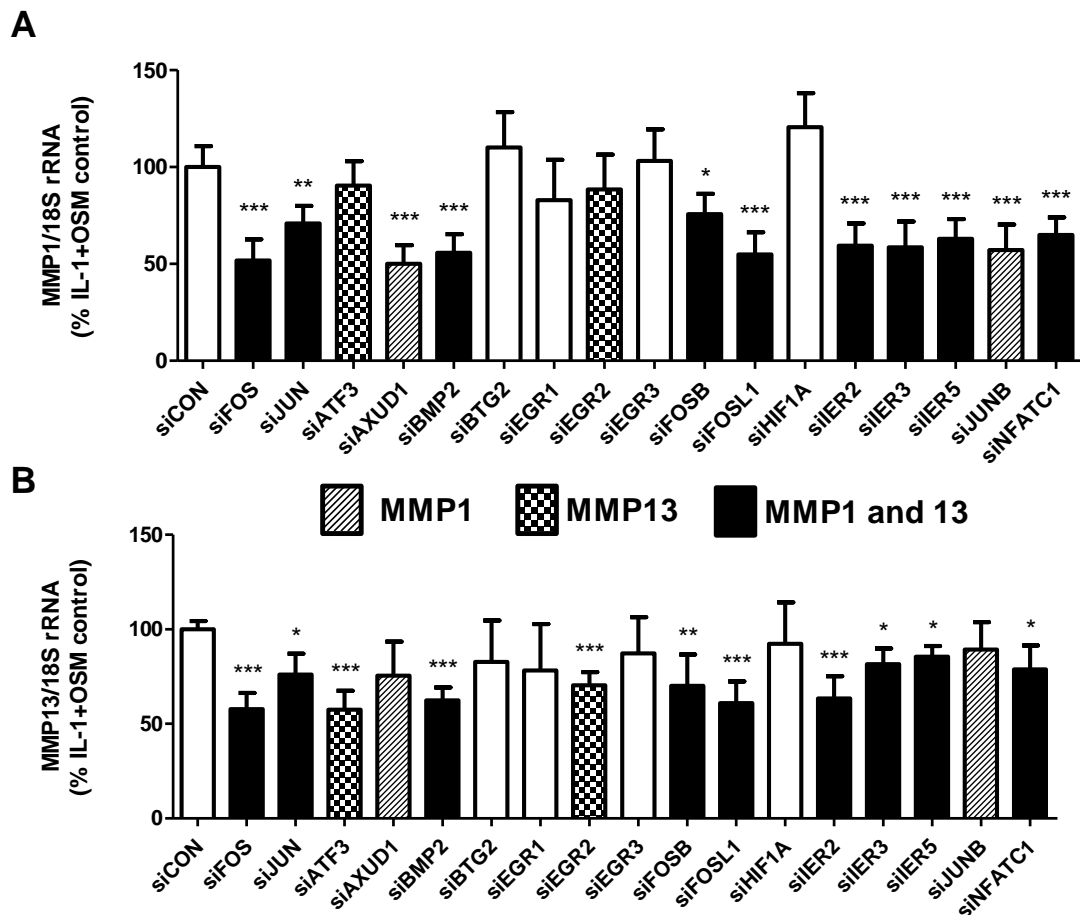 A
MMP1/18S rRNA
(% IL-1+OSM control)
150
100
50
0
***
**
***
***
*
***
***
***
***
***
***
siCON
siFOS
siJUN
siATF3
siAXUD1
siBMP2
siBTG2
siEGR1
siEGR2
siEGR3
siFOSB
siFOSL1
siHIF1A
siIER2
siIER3
siIER5
siJUNB
siNFATC1
B
MMP1
MMP13
MMP1 and 13
MMP13/18S rRNA
(% IL-1+OSM control)
150
100
50
0
***
*
***
***
***
**
***
***
*
*
*
siCON
siFOS
siJUN
siATF3
siAXUD1
siBMP2
siBTG2
siEGR1
siEGR2
siEGR3
siFOSB
siFOSL1
siHIF1A
siIER2
siIER3
siIER5
siJUNB
siNFATC1